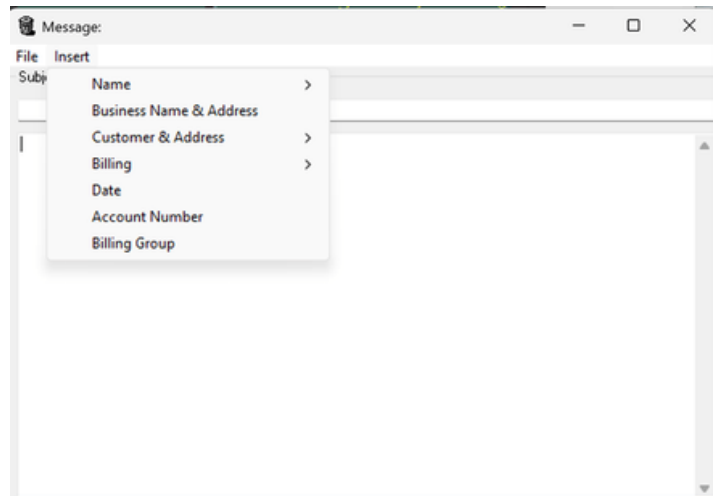 Message:
File Insert
Subj
Name
Business Name & Address
Customer & Address
Billing
Date
Account Number
Billing Group